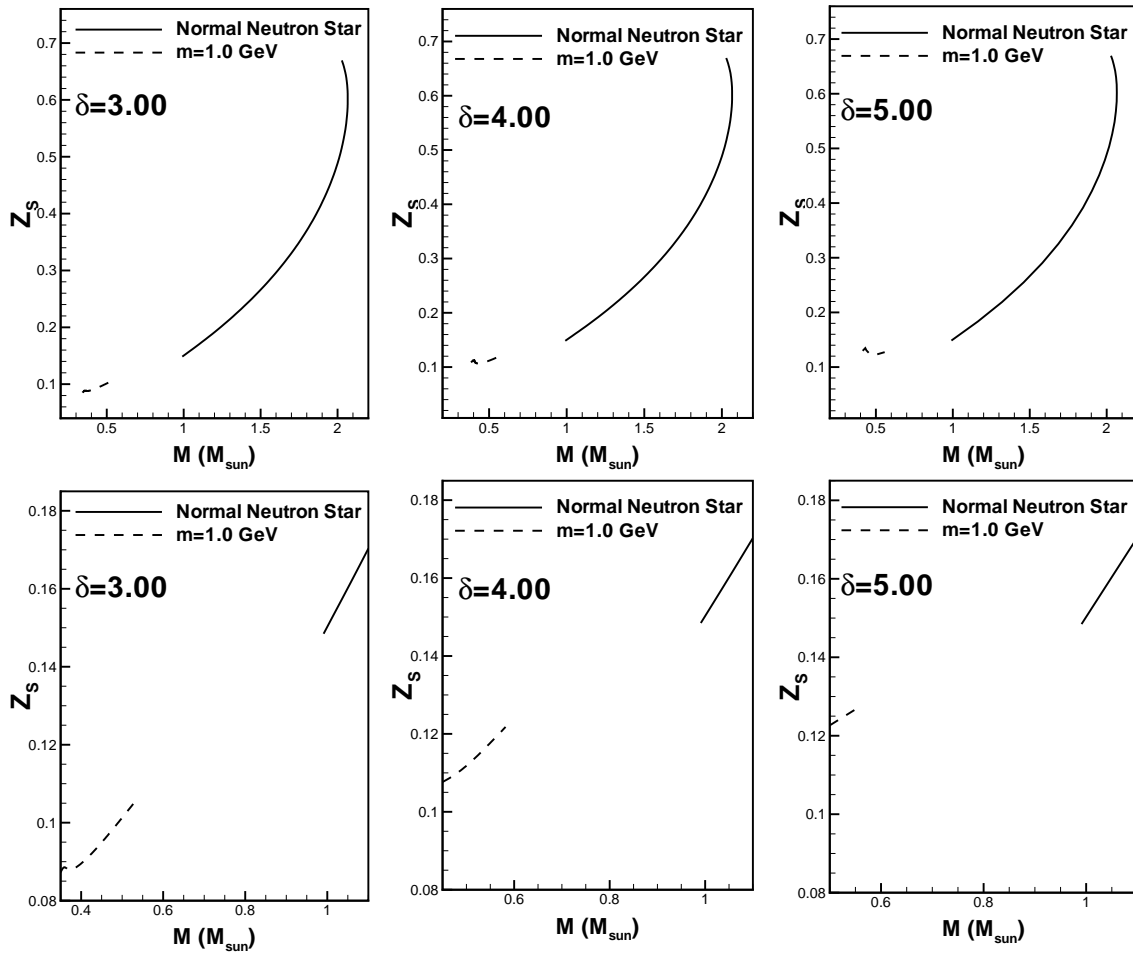 Normal Neutron Star
m=1.0 GeV
δ=3.00
0.7
0.6
0.5
0.4
0.3
0.2
0.1
Z_S
0.5 1 1.5 2
M (M_sun)
Normal Neutron Star
m=1.0 GeV
δ=4.00
0.7
0.6
0.5
0.4
0.3
0.2
0.1
Z_S
0.5 1 1.5 2
M (M_sun)
Normal Neutron Star
m=1.0 GeV
δ=5.00
0.7
0.6
0.5
0.4
0.3
0.2
0.1
Z_S
0.5 1 1.5 2
M (M_sun)
Normal Neutron Star
m=1.0 GeV
δ=3.00
0.18
0.16
0.14
0.12
0.1
0.08
Z_S
0.4 0.6 0.8 1
M (M_sun)
Normal Neutron Star
m=1.0 GeV
δ=4.00
0.18
0.16
0.14
0.12
0.1
0.08
Z_S
0.6 0.8 1
M (M_sun)
Normal Neutron Star
m=1.0 GeV
δ=5.00
0.18
0.16
0.14
0.12
0.1
0.08
Z_S
0.6 0.8 1
M (M_sun)